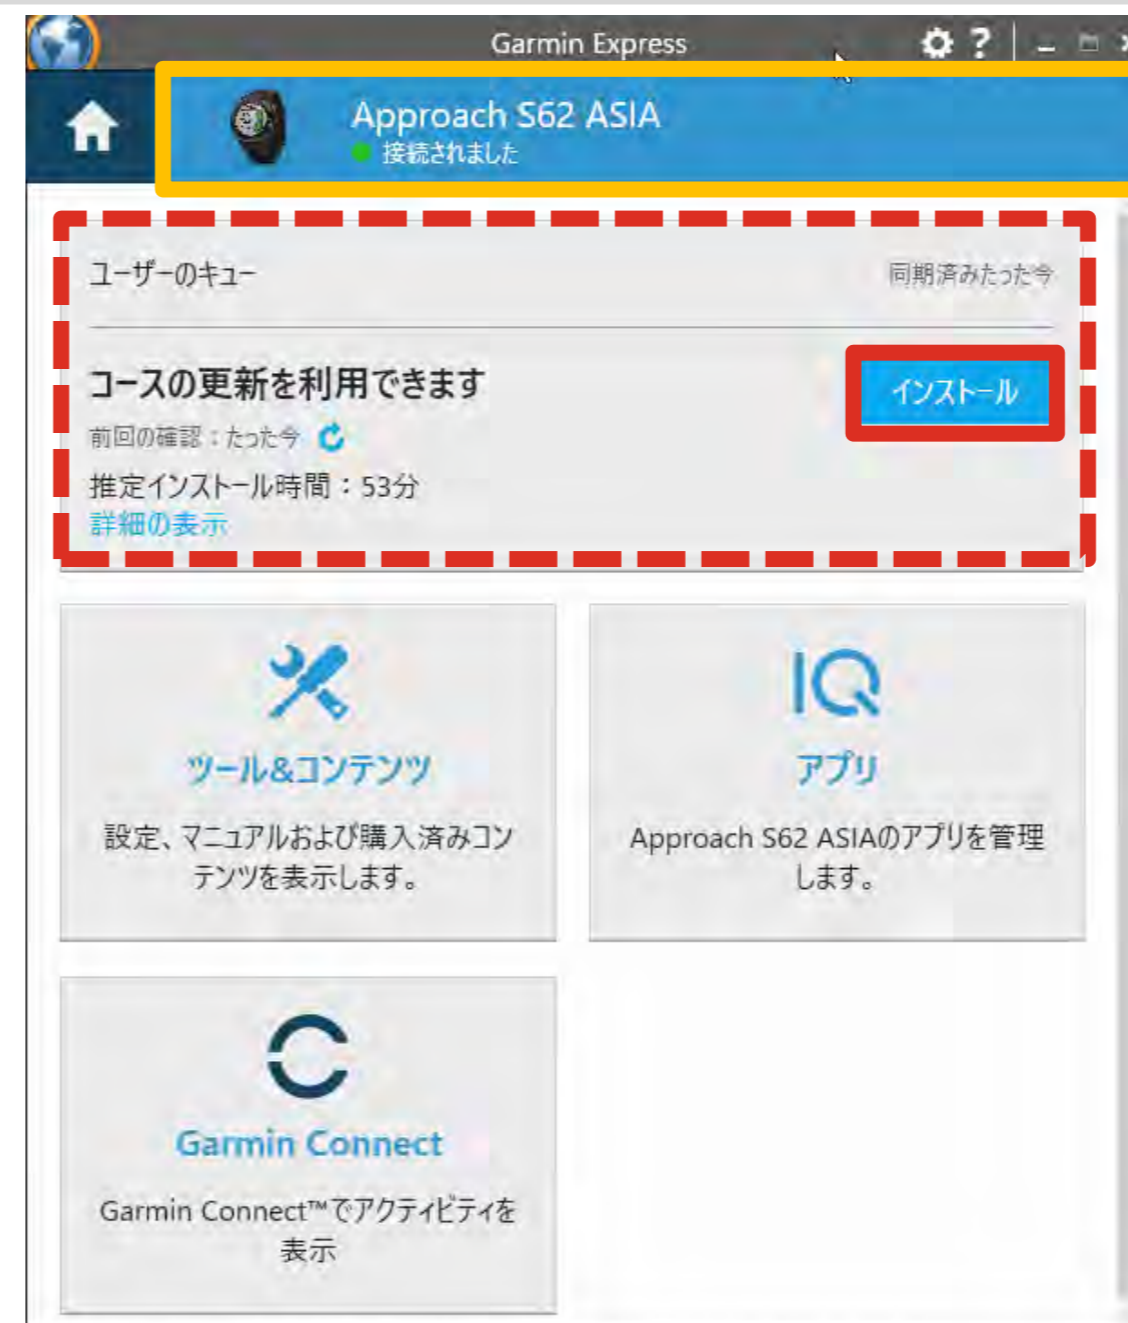 Garmin Express
?
Approach S62 ASIA
接続されました
ユーザーのキュー
同期済みたった今
コースの更新を利用できます
インストール
前回の確認：たった今
推定インストール時間：53分
詳細の表示
ツール&コンテンツ
設定、マニュアルおよび購入済みコン
テンツを表示します。
IQ
アプリ
Approach S62 ASIAのアプリを管理
します。
Garmin Connect
Garmin Connect™でアクティビティを
表示